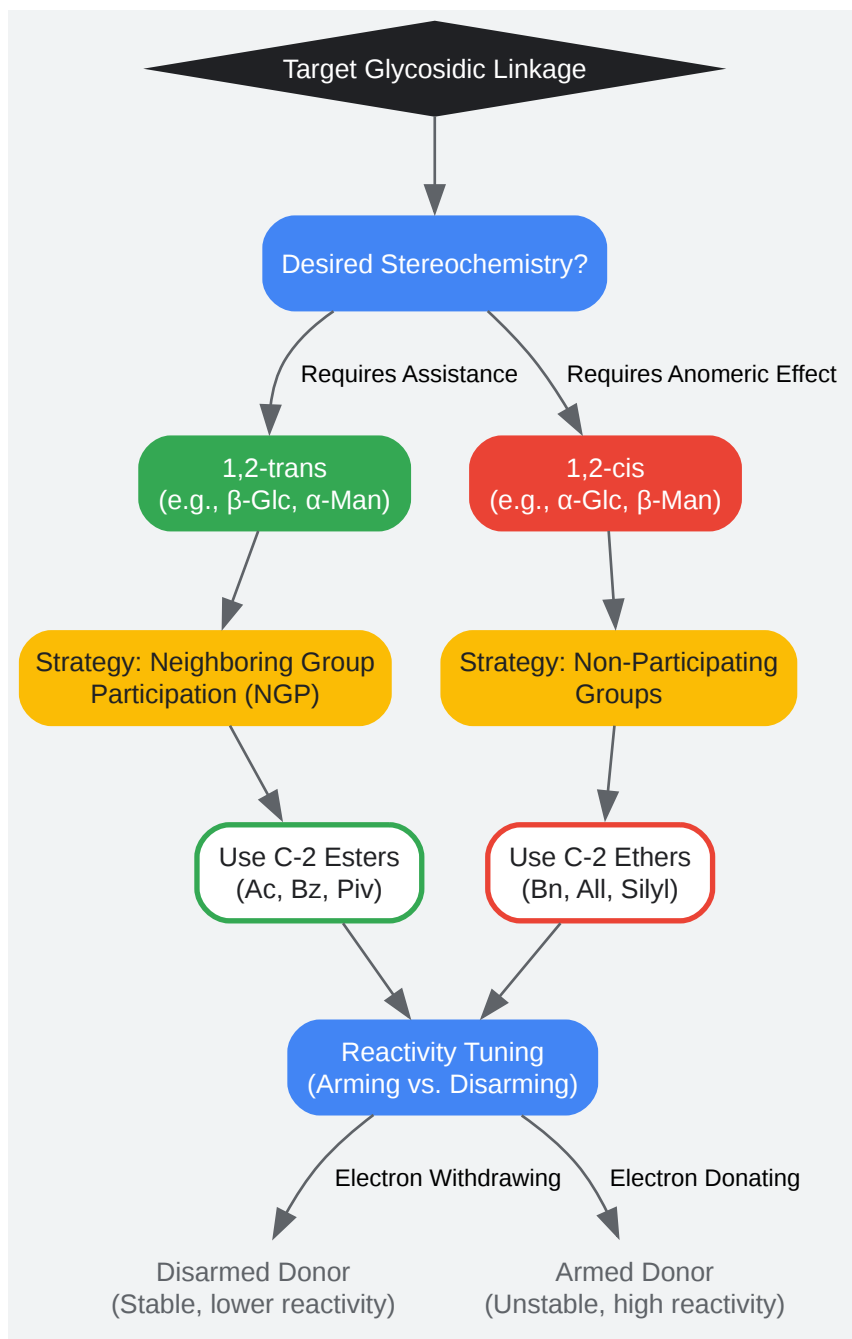 Target Glycosidic Linkage
Desired Stereochemistry?
Requires Assistance
Requires Anomeric Effect
1,2-trans
(e.g., β-Glc, α-Man)
1,2-cis
(e.g., α-Glc, β-Man)
Strategy: Neighboring Group
Participation (NGP)
Strategy: Non-Participating
Groups
Use C-2 Esters
(Ac, Bz, Piv)
Use C-2 Ethers
(Bn, All, Silyl)
Reactivity Tuning
(Arming vs. Disarming)
Electron Withdrawing
Electron Donating
Disarmed Donor
(Stable, lower reactivity)
Armed Donor
(Unstable, high reactivity)